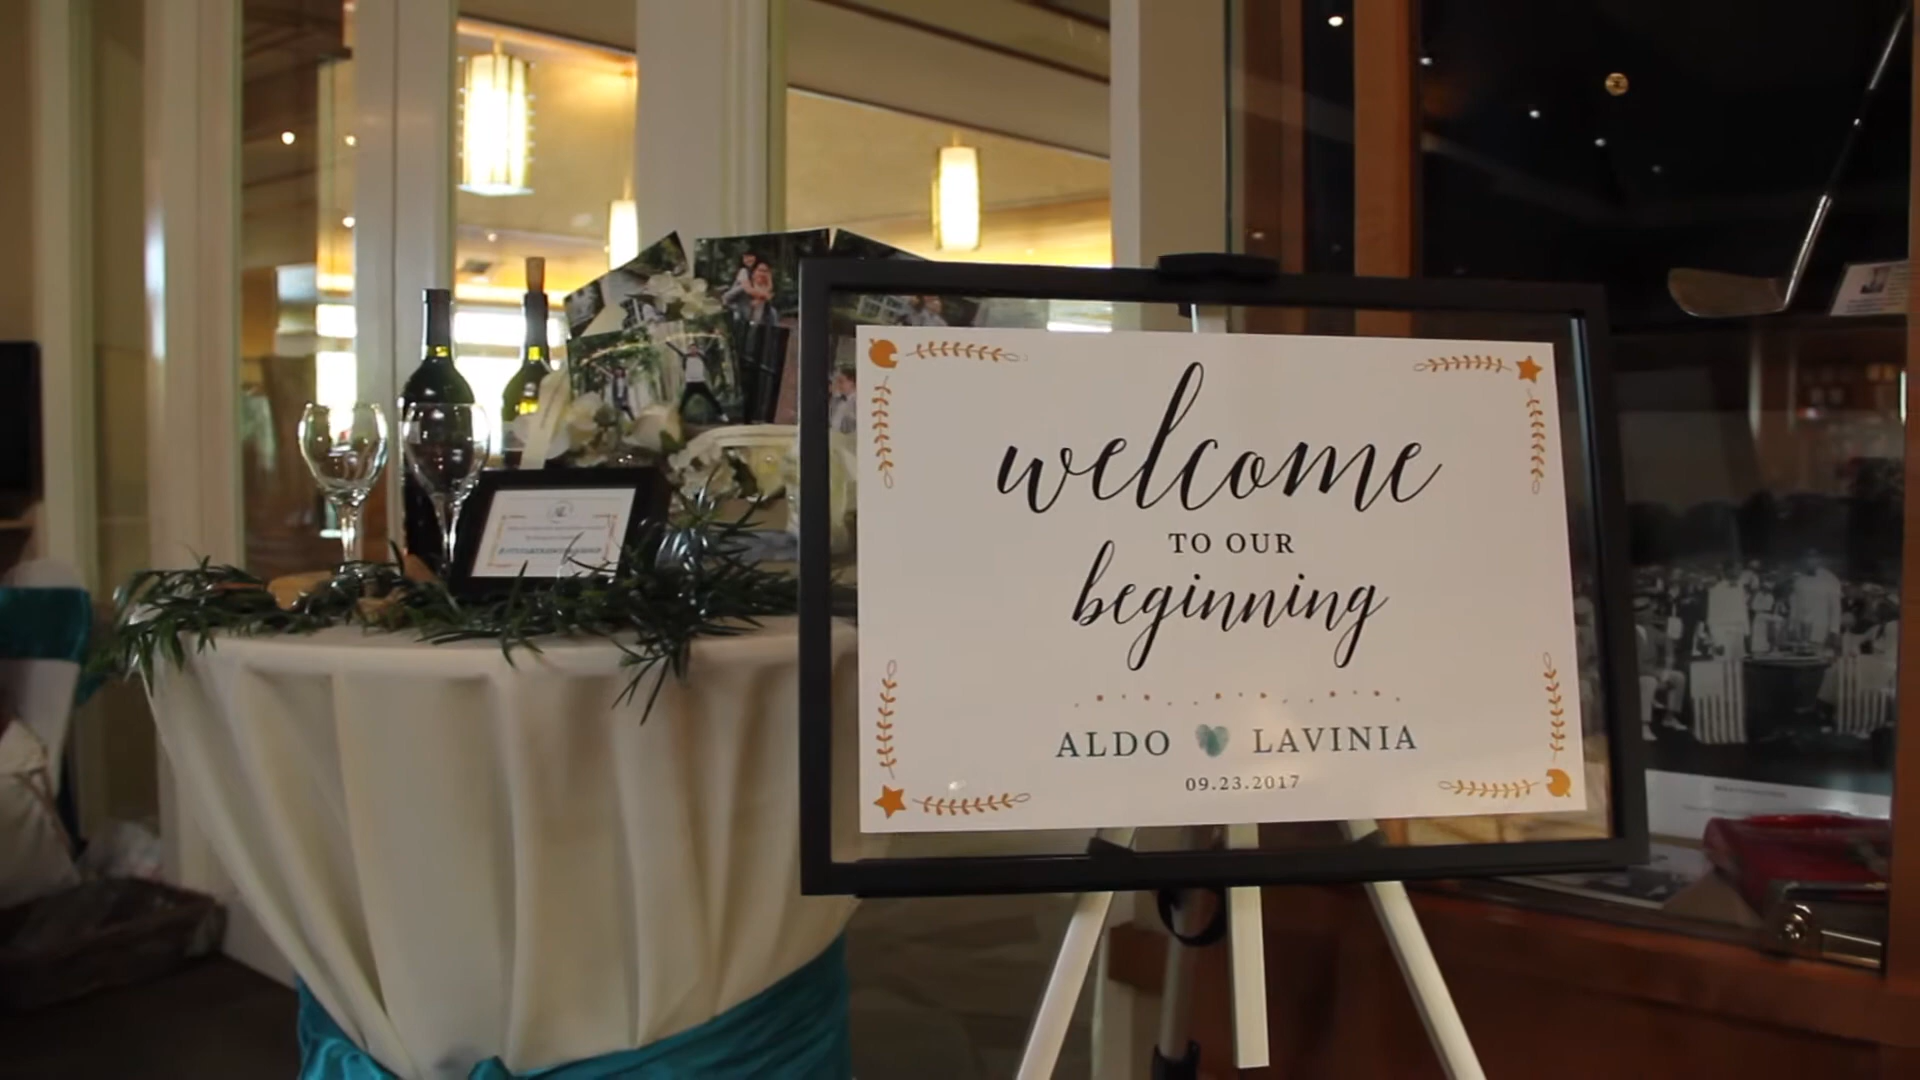 welcome
TO OUR
beginning
ALDO LAVINIA
09.23.2017